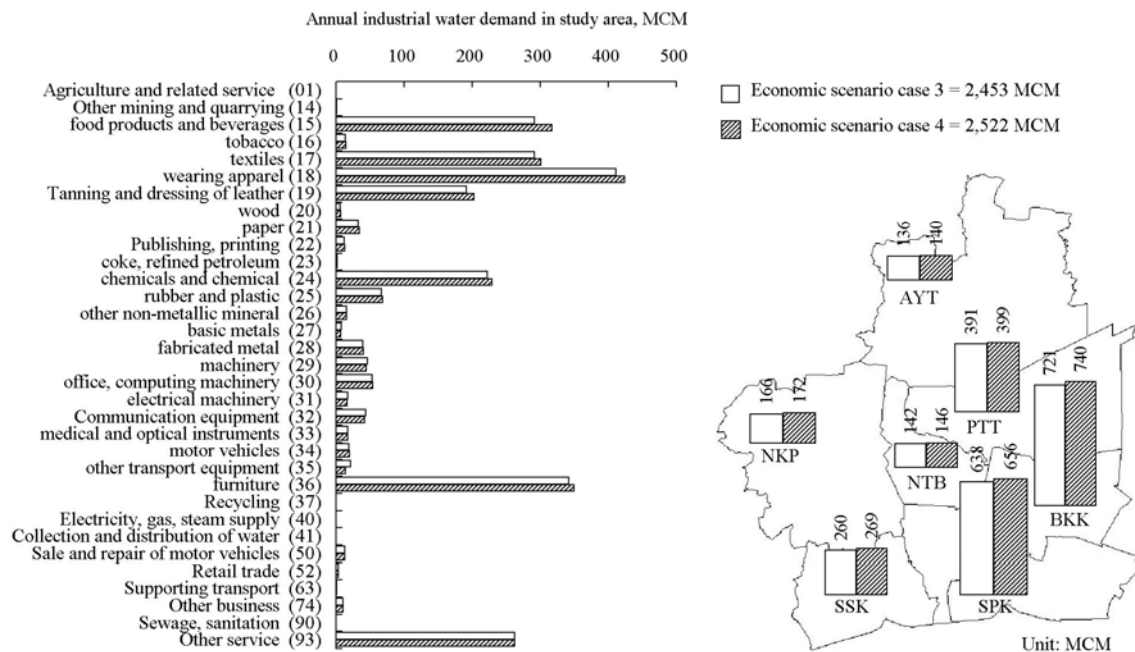 Annual industrial water demand in study area, MCM
0 100 200 300 400 500
Agriculture and related service (01)
Other mining and quarrying (14)
food products and beverages (15)
tobacco (16)
textiles (17)
wearing apparel (18)
Tanning and dressing of leather (19)
wood (20)
paper (21)
Publishing, printing (22)
coke, refined petroleum (23)
chemicals and chemical (24)
rubber and plastic (25)
other non-metallic mineral (26)
basic metals (27)
fabricated metal (28)
machinery (29)
office, computing machinery (30)
electrical machinery (31)
Communication equipment (32)
medical and optical instruments (33)
motor vehicles (34)
other transport equipment (35)
furniture (36)
Recycling (37)
Electricity, gas, steam supply (40)
Collection and distribution of water (41)
Sale and repair of motor vehicles (50)
Retail trade (52)
Supporting transport (63)
Other business (74)
Sewage, sanitation (90)
Other service (93)
Economic scenario case 3 = 2,453 MCM
Economic scenario case 4 = 2,522 MCM
136 140
AYT
391 399
PTT
721 740
BKK
166 172
NKP
142 146
NTB
638 656
SPK
260 269
SSK
Unit: MCM